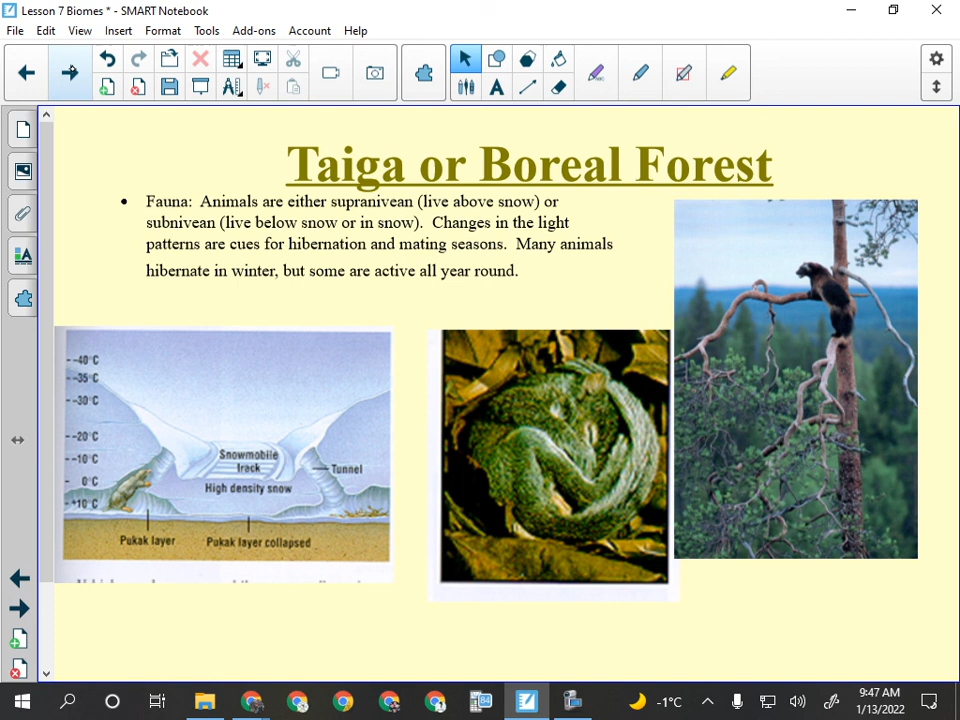 Lesson 7 Biomes * - SMART Notebook
File Edit View Insert Format Tools Add-ons Account Help
Taiga or Boreal Forest
• Fauna: Animals are either supranivean (live above snow) or
subnivean (live below snow or in snow). Changes in the light
patterns are cues for hibernation and mating seasons. Many animals
hibernate in winter, but some are active all year round.
-40°C
-35°C
-30°C
-20°C
-10°C
0°C
+10°C
Snowmobile
track
Tunnel
High density snow
Pukak layer
Pukak layer collapsed
84
-1°C
9:47 AM
1/13/2022